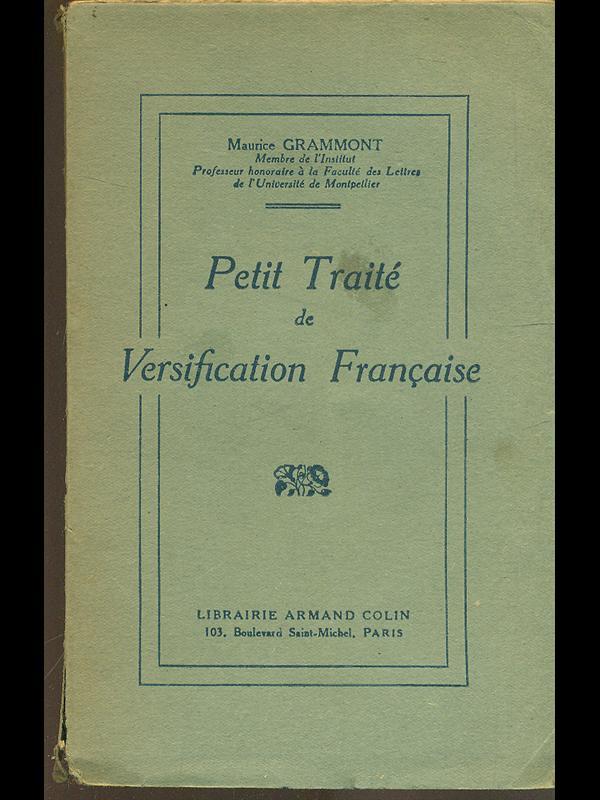 Maurice GRAMMONT
Membre de l'Institut
Professeur honoraire à la Faculté des Lettres
de l'Université de Montpellier
Petit Traité
de
Versification Française
LIBRAIRIE ARMAND COLIN
103, Boulevard Saint-Michel, PARIS